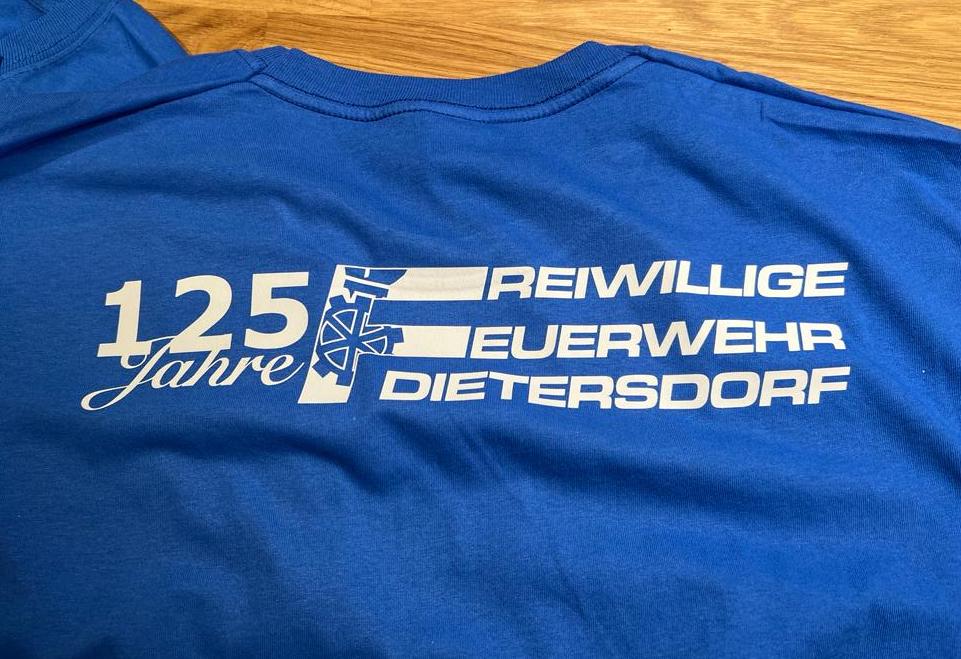 125
Jahre
FREIWILLIGE
FEUERWEHR
DIETERSDORF